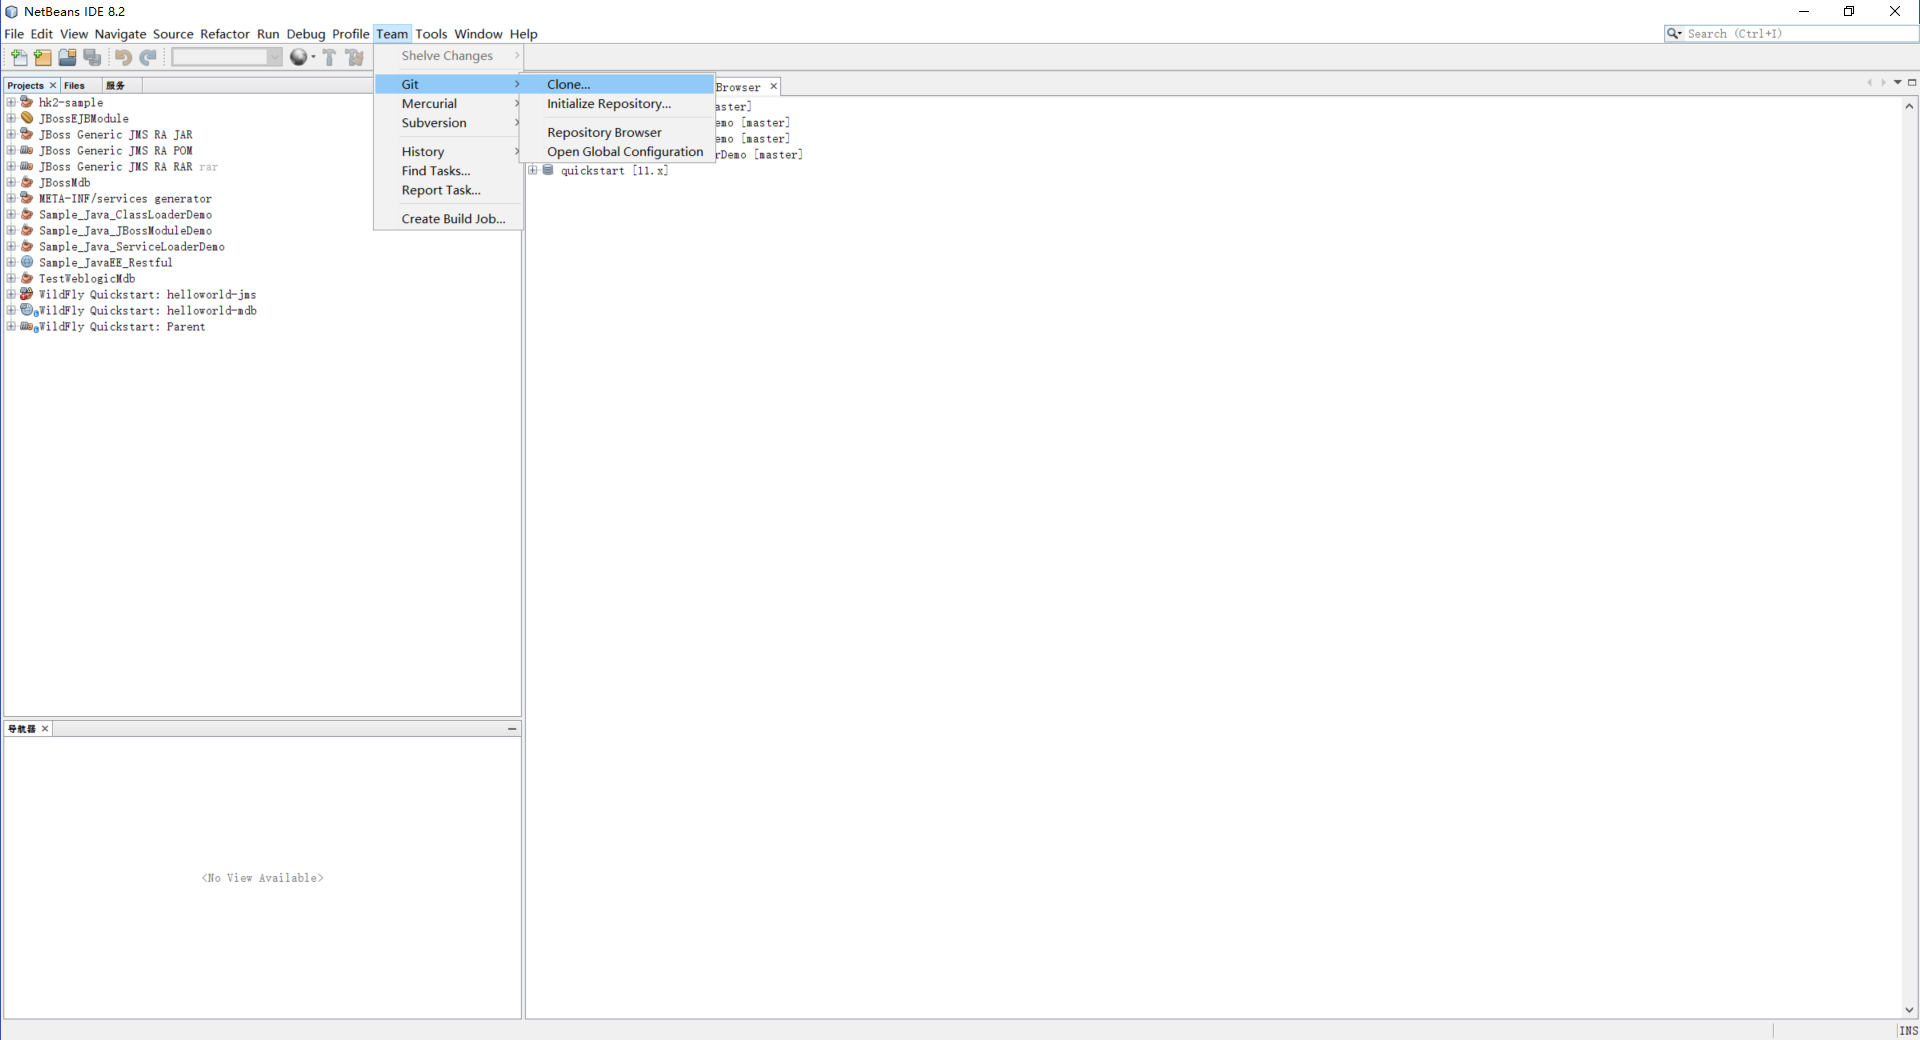 NetBeans IDE 8.2
File Edit View Navigate Source Refactor Run Debug Profile Team Tools Window Help
Search (Ctrl+I)
Projects Files 服务
hk2-sample
JBossEJBModule
JBoss Generic JMS RA JAR
JBoss Generic JMS RA POM
JBoss Generic JMS RA RAR rar
JBossMdb
META-INF/services generator
Sample_Java_ClassLoaderDemo
Sample_Java_JBossModuleDemo
Sample_Java_ServiceLoaderDemo
Sample_JavaEE_Restful
TestWeblogicMdb
WildFly Quickstart: helloworld-jms
WildFly Quickstart: helloworld-mdb
WildFly Quickstart: Parent
Shelve Changes
Git
Mercurial
Subversion
History
Find Tasks...
Report Task...
Create Build Job...
Clone...
Initialize Repository...
Repository Browser
Open Global Configuration
Browser
aster]
emo [master]
emo [master]
rDemo [master]
quickstart [11.x]
导航器
<No View Available>
INS